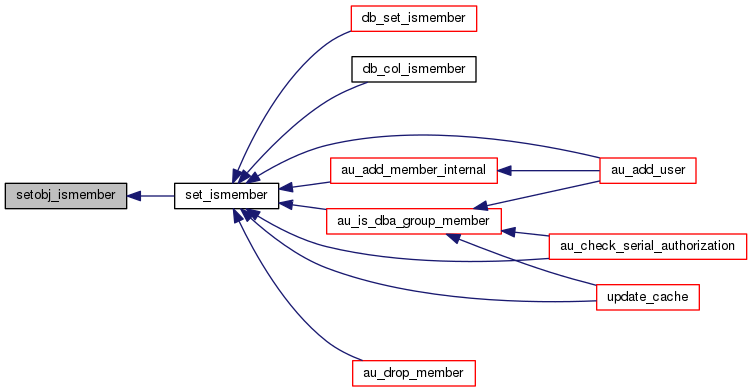 db_set_ismember
db_col_ismember
au_add_member_internal
au_add_user
setobj_ismember
set_ismember
au_is_dba_group_member
au_check_serial_authorization
update_cache
au_drop_member